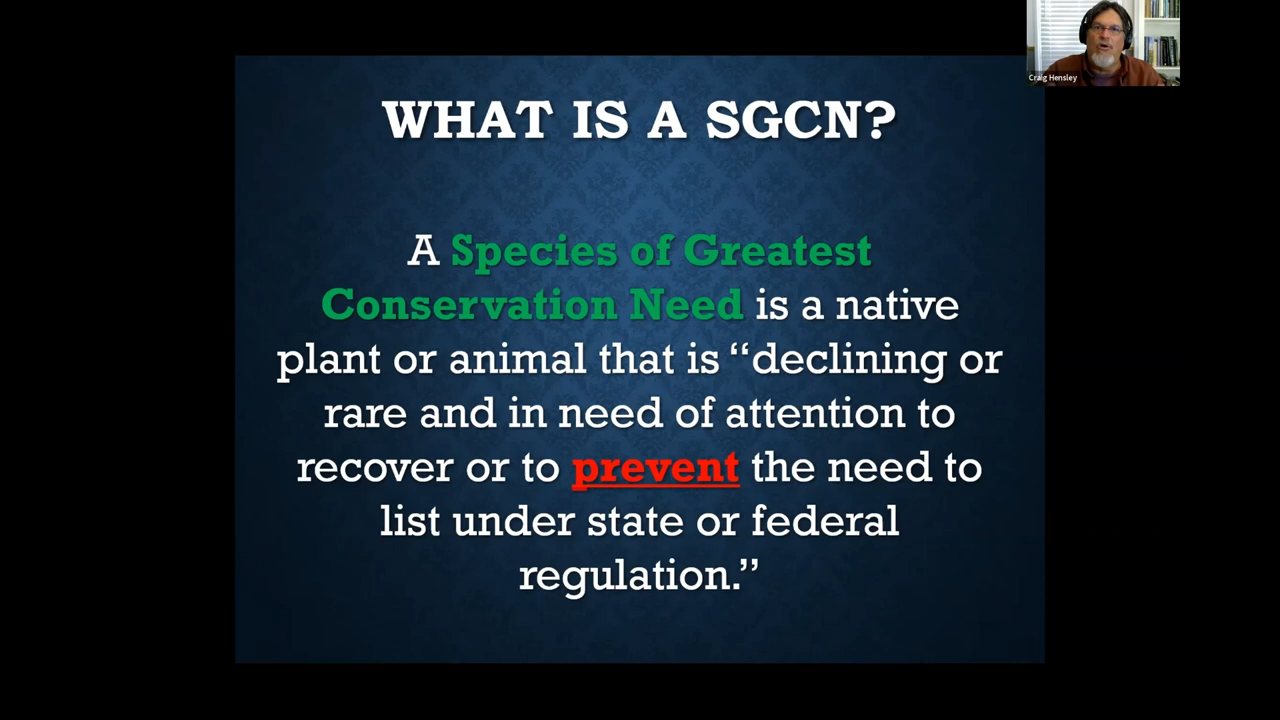 Craig Hensley
WHAT IS A SGCN?
A Species of Greatest
Conservation Need is a native
plant or animal that is “declining or
rare and in need of attention to
recover or to prevent the need to
list under state or federal
regulation.”